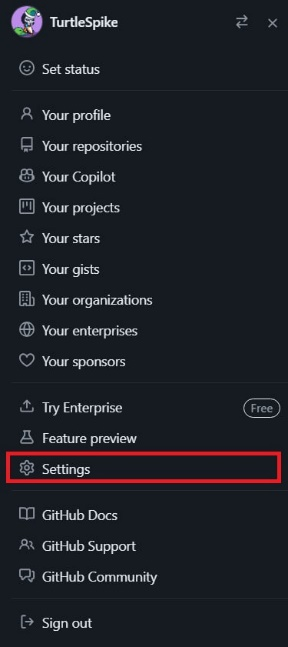 TurtleSpike
Set status
Your profile
Your repositories
Your Copilot
Your projects
Your stars
Your gists
Your organizations
Your enterprises
Your sponsors
Try Enterprise Free
Feature preview
Settings
GitHub Docs
GitHub Support
GitHub Community
Sign out